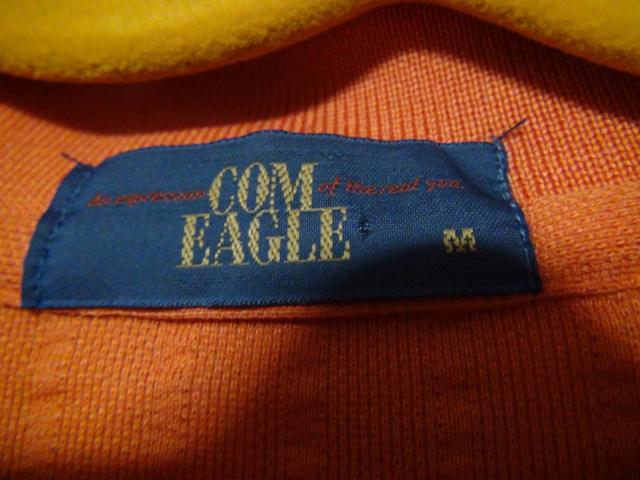 An expression of the real you.
COM
EAGLE
M